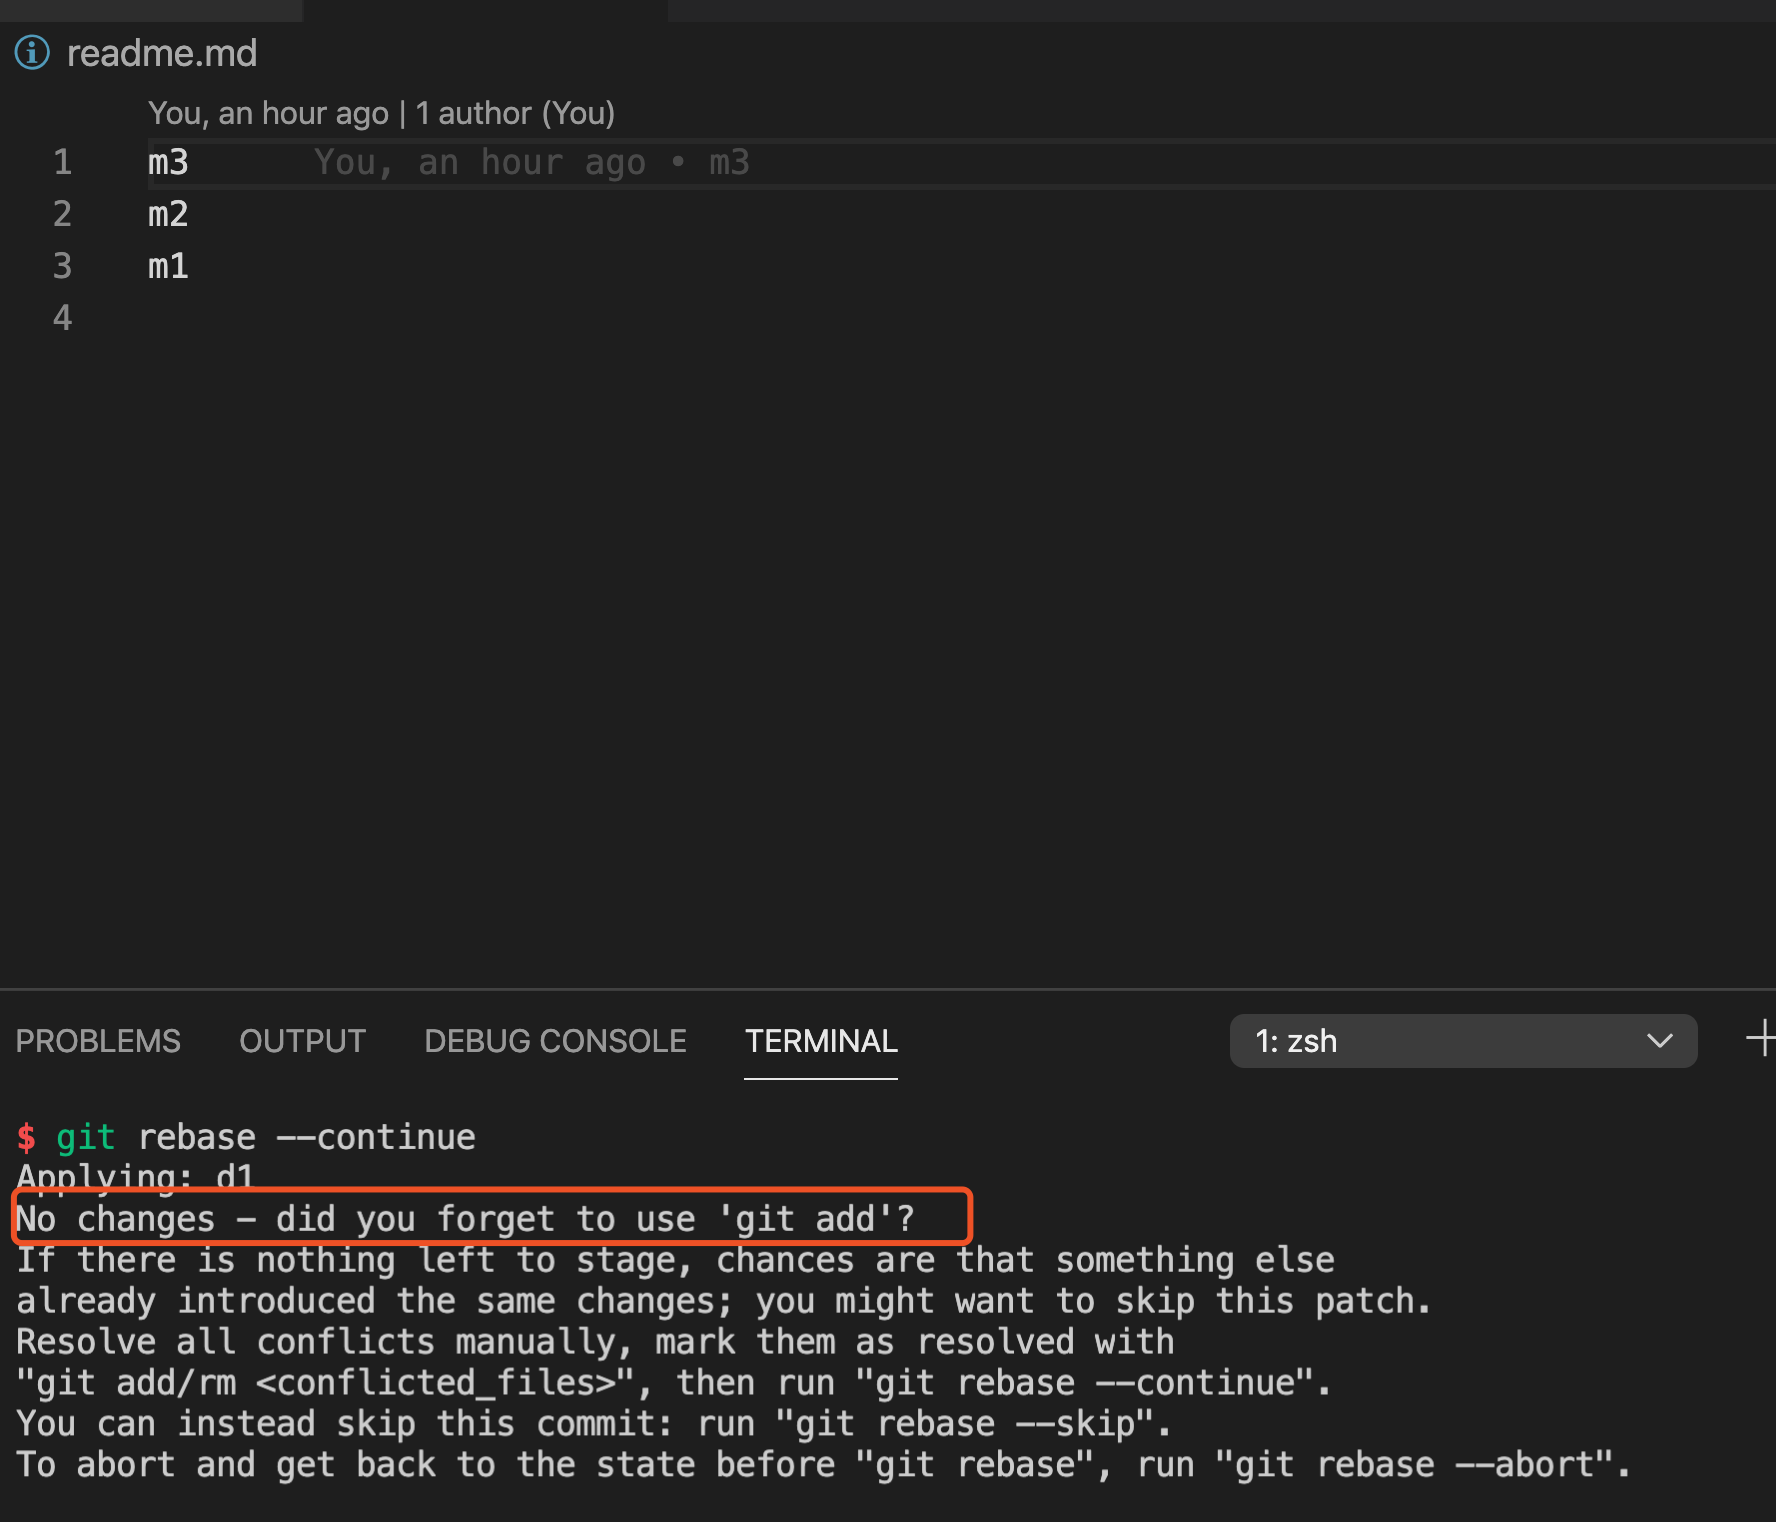 readme.md
You, an hour ago | 1 author (You)
1 m3 You, an hour ago • m3
2 m2
3 m1
4
PROBLEMS OUTPUT DEBUG CONSOLE TERMINAL 1: zsh
$ git rebase --continue
Applying: d1
No changes - did you forget to use 'git add'?
If there is nothing left to stage, chances are that something else
already introduced the same changes; you might want to skip this patch.
Resolve all conflicts manually, mark them as resolved with
"git add/rm <conflicted_files>", then run "git rebase --continue".
You can instead skip this commit: run "git rebase --skip".
To abort and get back to the state before "git rebase", run "git rebase --abort".